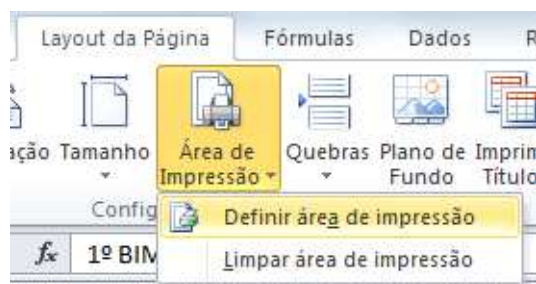 Layout da Página Fórmulas Dados R
ação Tamanho Área de Impressão Quebras Plano de Fundo Imprim Título
Config
Definir área de impressão
fx 1º BIM
Limpar área de impressão